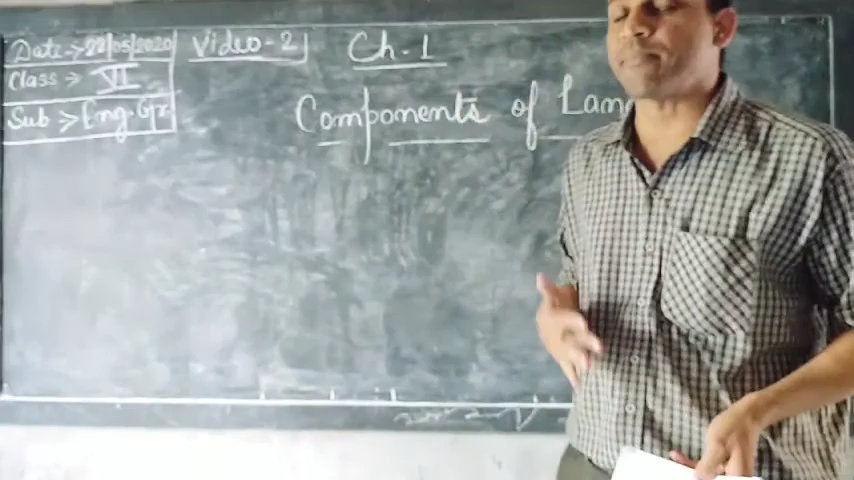 Date → 22/05/2020
Video - 2
Ch. 1
Class → VI
Components of Lan
Sub → Eng. Gr.